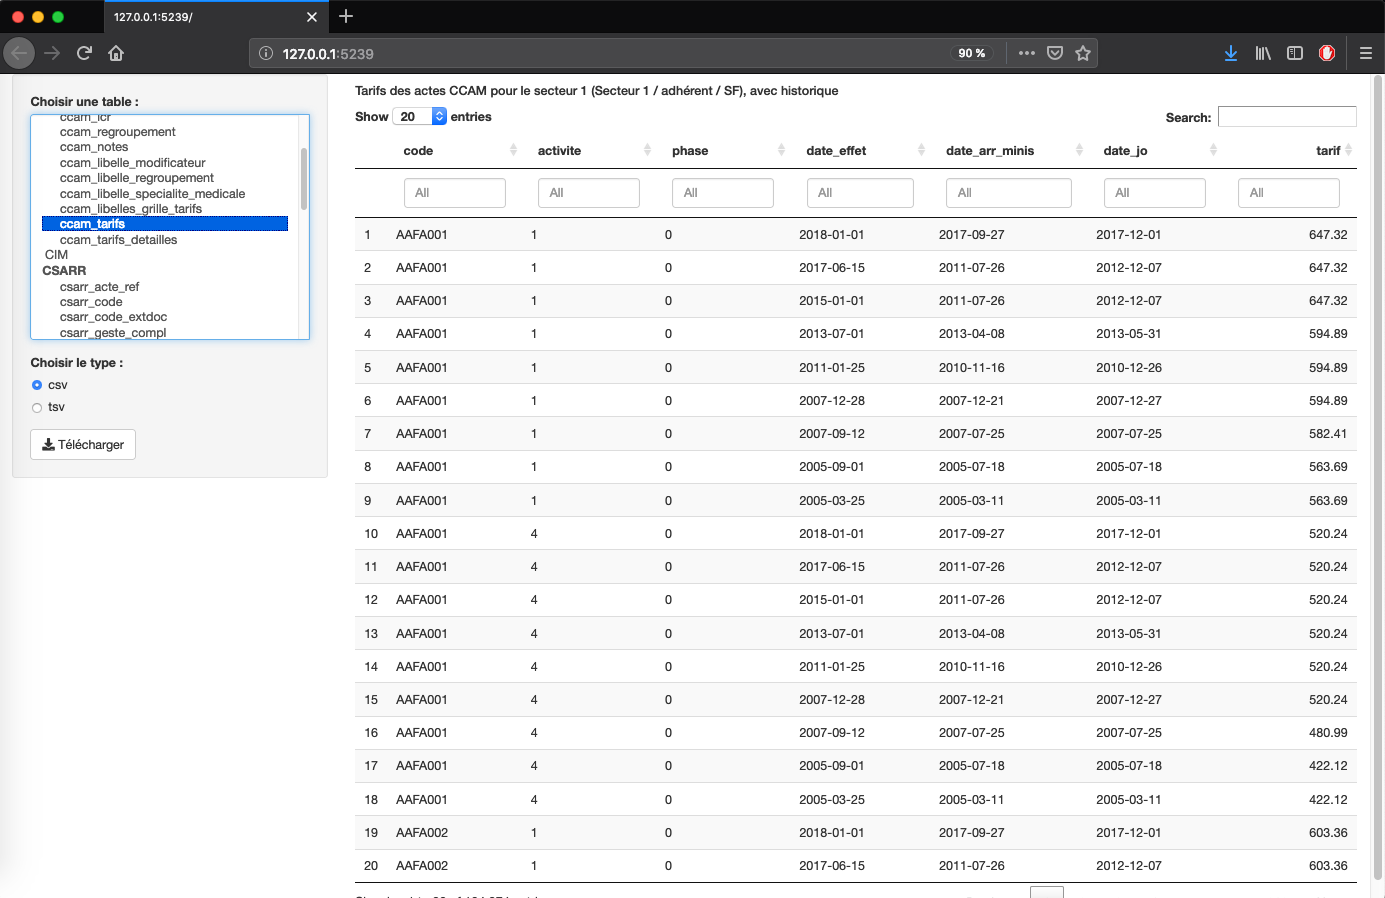 127.0.0.1:5239/
127.0.0.1:5239
90 %
Choisir une table :
ccam_icr
ccam_regroupement
ccam_notes
ccam_libelle_modificateur
ccam_libelle_regroupement
ccam_libelle_specialite_medicale
ccam_libelles_grille_tarifs
ccam_tarifs
ccam_tarifs_detailles
CIM
CSARR
csarr_acte_ref
csarr_code
csarr_code_extdoc
csarr_geste_compl
Choisir le type :
csv
tsv
Télécharger
Tarifs des actes CCAM pour le secteur 1 (Secteur 1 / adhérent / SF), avec historique
Show 20 entries
Search:
code activite phase date_effet date_arr_minis date_jo tarif
All All All All All All All
1 AAFA001 1 0 2018-01-01 2017-09-27 2017-12-01 647.32
2 AAFA001 1 0 2017-06-15 2011-07-26 2012-12-07 647.32
3 AAFA001 1 0 2015-01-01 2011-07-26 2012-12-07 647.32
4 AAFA001 1 0 2013-07-01 2013-04-08 2013-05-31 594.89
5 AAFA001 1 0 2011-01-25 2010-11-16 2010-12-26 594.89
6 AAFA001 1 0 2007-12-28 2007-12-21 2007-12-27 594.89
7 AAFA001 1 0 2007-09-12 2007-07-25 2007-07-25 582.41
8 AAFA001 1 0 2005-09-01 2005-07-18 2005-07-18 563.69
9 AAFA001 1 0 2005-03-25 2005-03-11 2005-03-11 563.69
10 AAFA001 4 0 2018-01-01 2017-09-27 2017-12-01 520.24
11 AAFA001 4 0 2017-06-15 2011-07-26 2012-12-07 520.24
12 AAFA001 4 0 2015-01-01 2011-07-26 2012-12-07 520.24
13 AAFA001 4 0 2013-07-01 2013-04-08 2013-05-31 520.24
14 AAFA001 4 0 2011-01-25 2010-11-16 2010-12-26 520.24
15 AAFA001 4 0 2007-12-28 2007-12-21 2007-12-27 520.24
16 AAFA001 4 0 2007-09-12 2007-07-25 2007-07-25 480.99
17 AAFA001 4 0 2005-09-01 2005-07-18 2005-07-18 422.12
18 AAFA001 4 0 2005-03-25 2005-03-11 2005-03-11 422.12
19 AAFA002 1 0 2018-01-01 2017-09-27 2017-12-01 603.36
20 AAFA002 1 0 2017-06-15 2011-07-26 2012-12-07 603.36